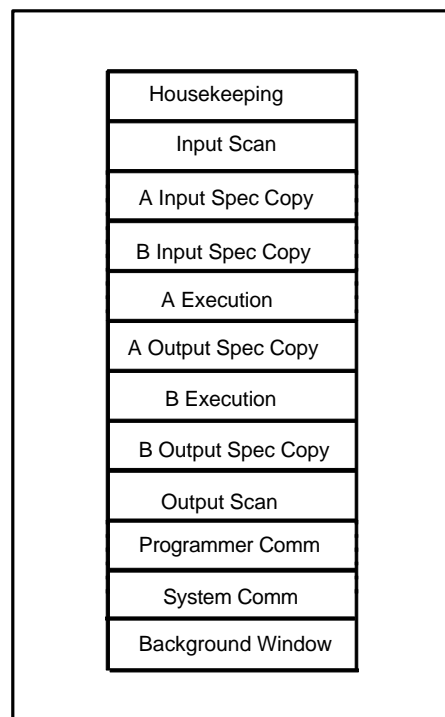 Housekeeping
Input Scan
A Input Spec Copy
B Input Spec Copy
A Execution
A Output Spec Copy
B Execution
B Output Spec Copy
Output Scan
Programmer Comm
System Comm
Background Window